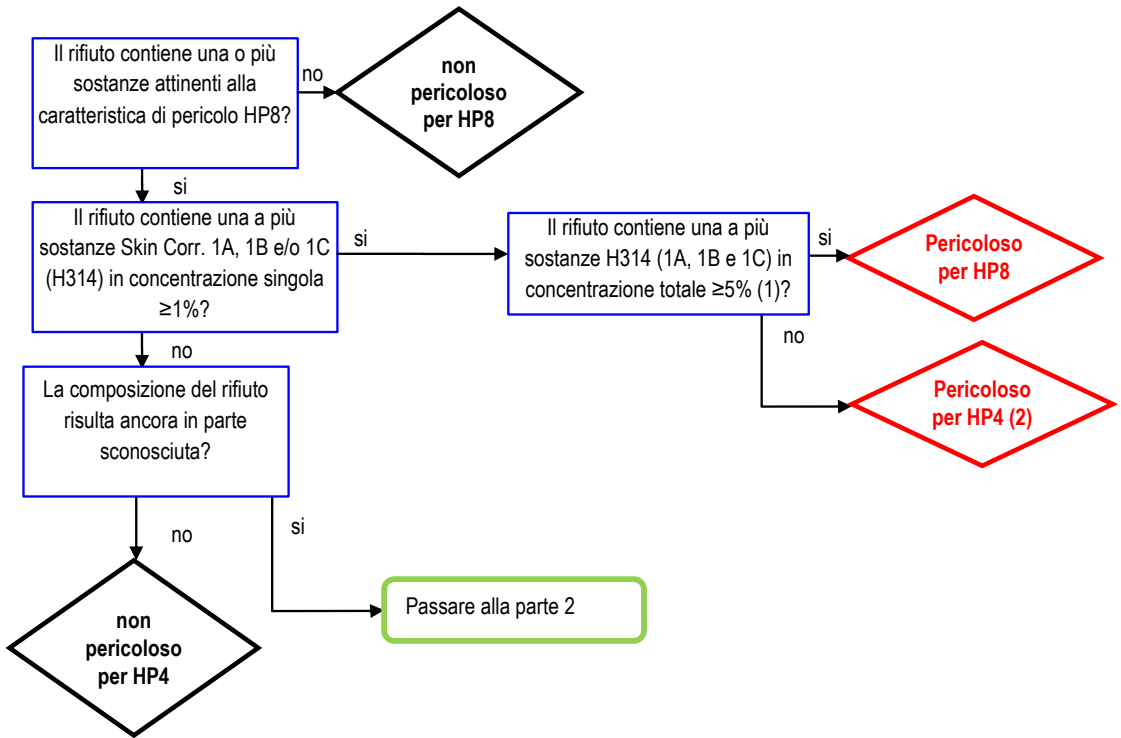 Il rifiuto contiene una o più
sostanze attinenti alla
caratteristica di pericolo HP8?
no
non
pericoloso
per HP8
si
Il rifiuto contiene una a più
sostanze Skin Corr. 1A, 1B e/o 1C
(H314) in concentrazione singola
≥1%?
si
Il rifiuto contiene una a più
sostanze H314 (1A, 1B e 1C) in
concentrazione totale ≥5% (1)?
si
Pericoloso
per HP8
no
Pericoloso
per HP4 (2)
no
La composizione del rifiuto
risulta ancora in parte
sconosciuta?
no
si
non
pericoloso
per HP4
Passare alla parte 2